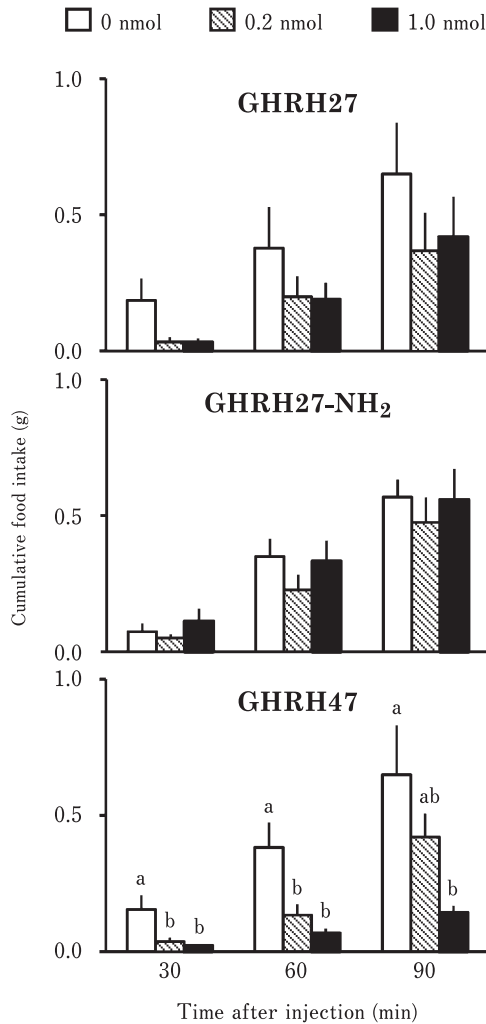 0 nmol 0.2 nmol 1.0 nmol
1.0
GHRH27
0.5
0.0
1.0
GHRH27-NH₂
0.5
0.0
1.0
GHRH47
a
ab
a
0.5
b
a
b
b
b
b
0.0
30 60 90
Cumulative food intake (g)
Time after injection (min)